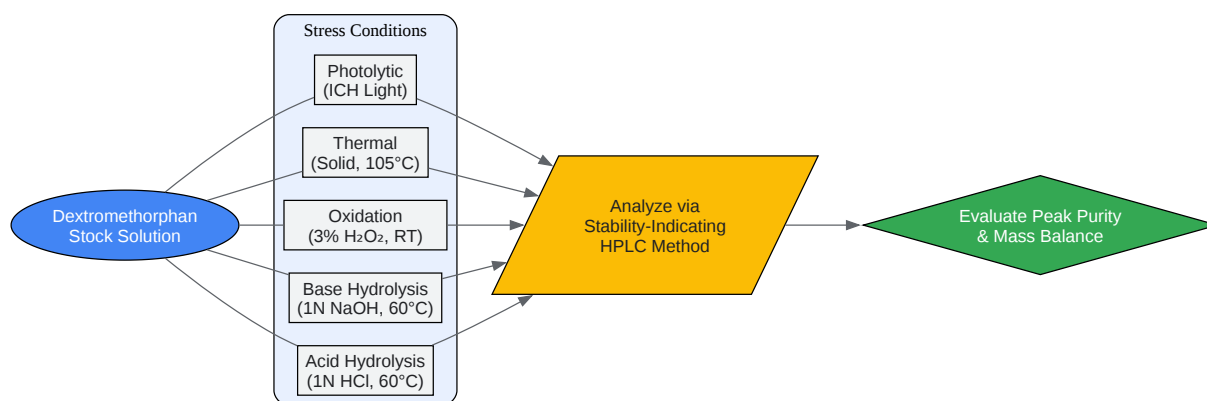 Stress Conditions
Photolytic
(ICH Light)
Thermal
(Solid, 105°C)
Dextromethorphan
Stock Solution
Oxidation
(3% H₂O₂, RT)
Base Hydrolysis
(1N NaOH, 60°C)
Acid Hydrolysis
(1N HCl, 60°C)
Analyze via
Stability-Indicating
HPLC Method
Evaluate Peak Purity
& Mass Balance